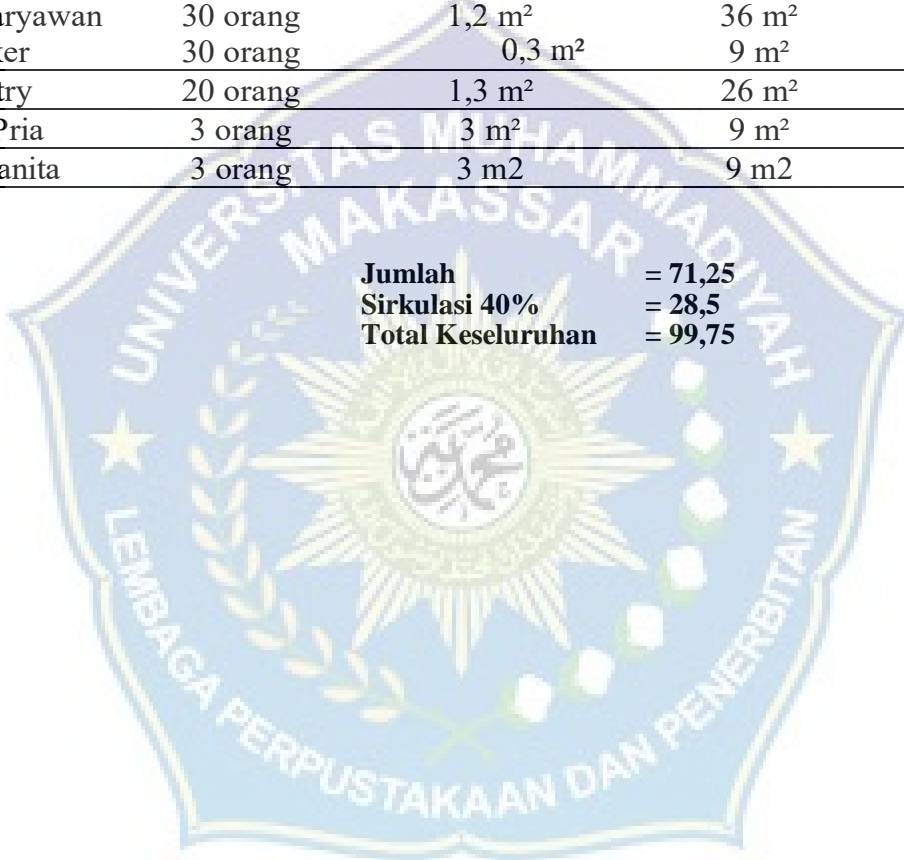 aryawan 30 orang 1,2 m² 36 m²
ker 30 orang 0,3 m² 9 m²
try 20 orang 1,3 m² 26 m²
Pria 3 orang 3 m² 9 m²
anita 3 orang 3 m2 9 m2
Jumlah = 71,25
Sirkulasi 40% = 28,5
Total Keseluruhan = 99,75
UNIVERSITAS MUHAMMADIYAH
MAKASSAR
LEMBAGA PERPUSTAKAAN DAN PENERBITAN